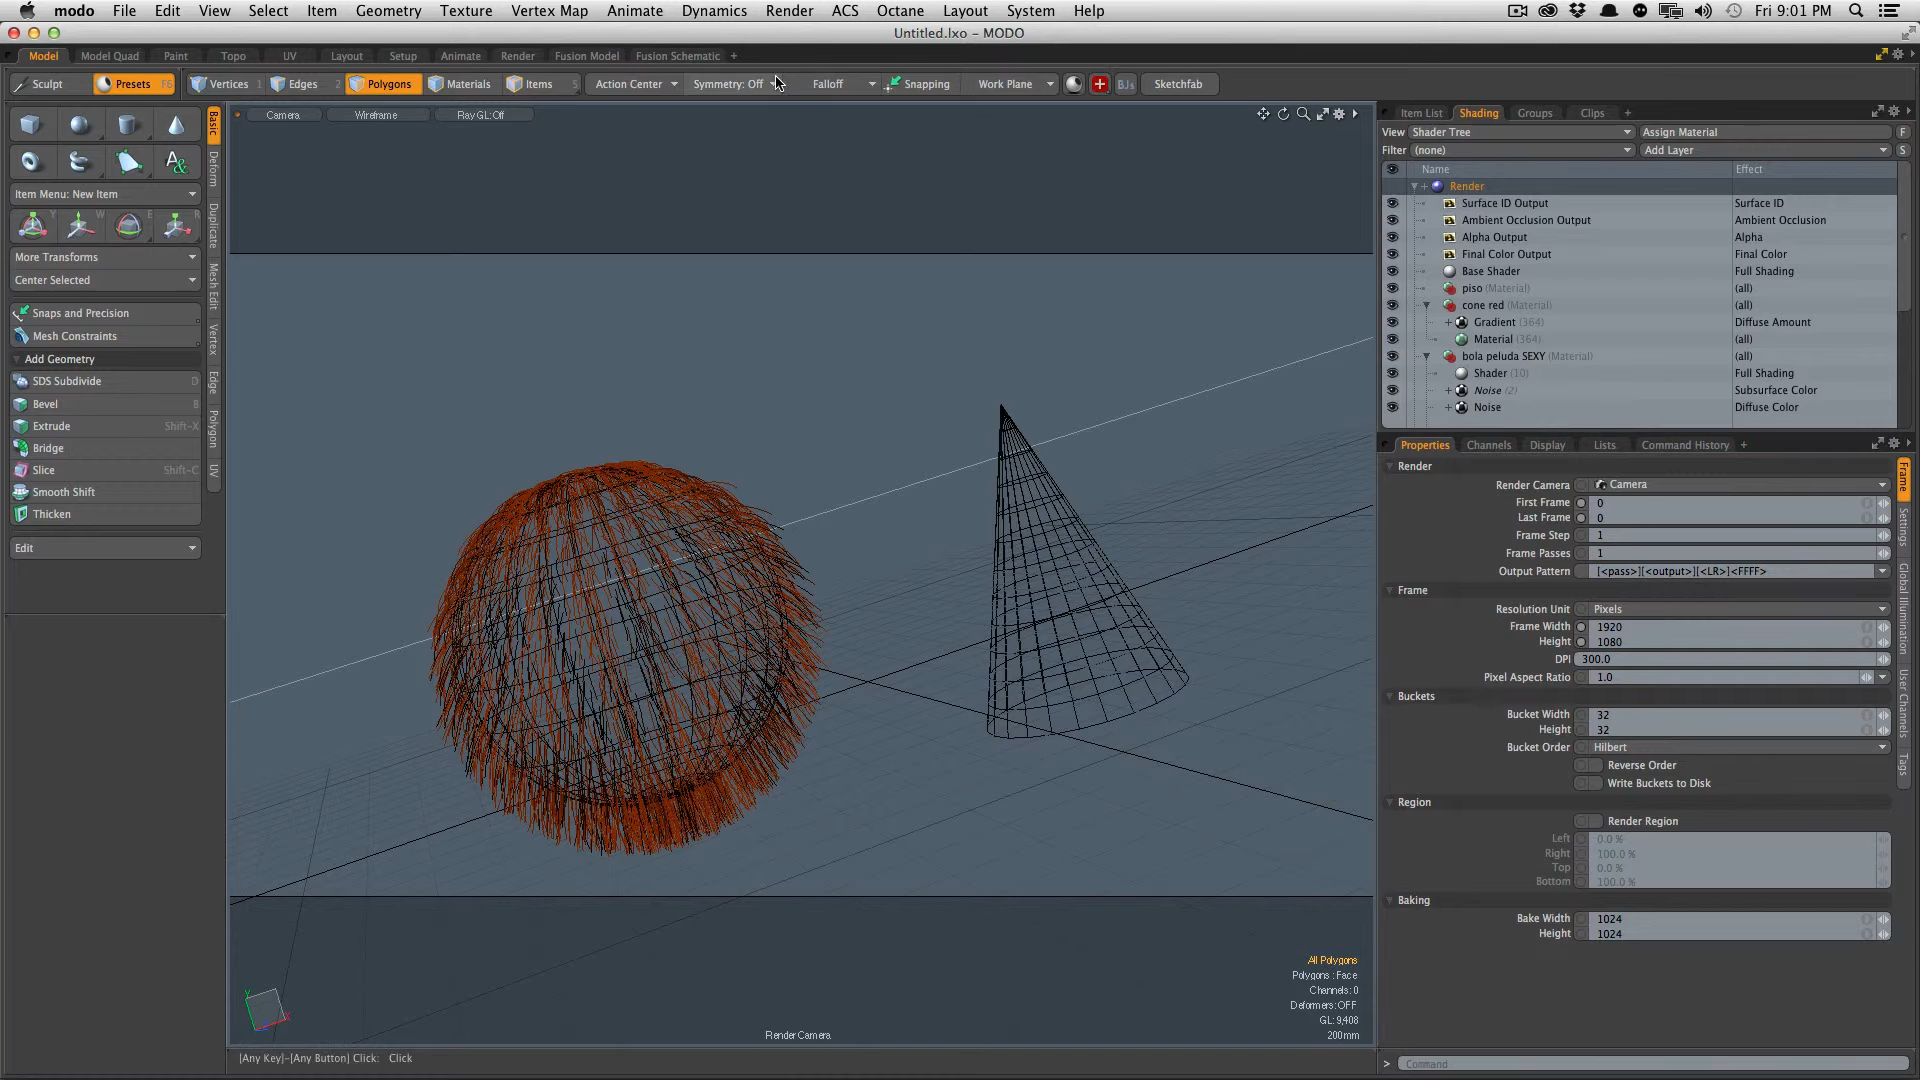 modo File Edit View Select Item Geometry Texture Vertex Map Animate Dynamics Render ACS Octane Layout System Help Fri 9:01 PM
Untitled.lxo – MODO
Model Model Quad Paint Topo UV Layout Setup Animate Render Fusion Model Fusion Schematic +
Sculpt Presets F6 Vertices 1 Edges 2 Polygons Materials Items 5 Action Center Symmetry: Off Falloff Snapping Work Plane BJs Sketchfab
Camera Wireframe RayGL: Off
Basic
Deform
Duplicate
Mesh Edit
Vertex
Edge
Polygon
UV
Item Menu: New Item
Y W E R
More Transforms
Center Selected
Snaps and Precision
Mesh Constraints
Add Geometry
SDS Subdivide D
Bevel B
Extrude Shift-X
Bridge
Slice Shift-C
Smooth Shift
Thicken
Edit
All Polygons
Polygons : Face
Channels: 0
Deformers: OFF
GL: 9,408
200mm
Render Camera
[Any Key]-[Any Button] Click: Click
Item List Shading Groups Clips +
View Shader Tree Assign Material F
Filter (none) Add Layer S
Name Effect
Render
Surface ID Output Surface ID
Ambient Occlusion Output Ambient Occlusion
Alpha Output Alpha
Final Color Output Final Color
Base Shader Full Shading
piso (Material) (all)
cone red (Material) (all)
Gradient (364) Diffuse Amount
Material (364) (all)
bola peluda SEXY (Material) (all)
Shader (10) Full Shading
Noise (2) Subsurface Color
Noise Diffuse Color
Properties Channels Display Lists Command History +
Render
Render Camera Camera
First Frame 0
Last Frame 0
Frame Step 1
Frame Passes 1
Output Pattern [<pass>][<output>][<LR>]<FFFF>
Frame
Resolution Unit Pixels
Frame Width 1920
Height 1080
DPI 300.0
Pixel Aspect Ratio 1.0
Buckets
Bucket Width 32
Height 32
Bucket Order Hilbert
Reverse Order
Write Buckets to Disk
Region
Render Region
Left 0.0 %
Right 100.0 %
Top 0.0 %
Bottom 100.0 %
Baking
Bake Width 1024
Height 1024
Frame
Settings
Global Illumination
User Channels
Tags
> Command